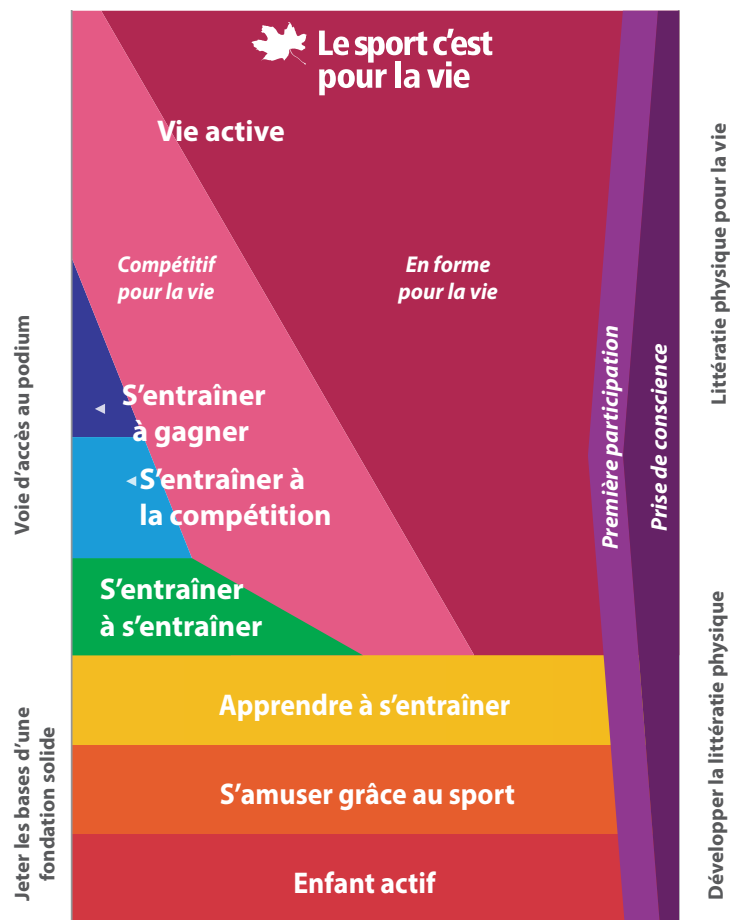 Le sport c'est
pour la vie
Vie active
Compétitif
pour la vie
En forme
pour la vie
S'entraîner
à gagner
S'entraîner à
la compétition
S'entraîner
à s'entraîner
Apprendre à s'entraîner
S'amuser grâce au sport
Enfant actif
Voie d'accès au podium
Jeter les bases d'une
fondation solide
Première participation
Prise de conscience
Littératie physique pour la vie
Développer la littératie physique